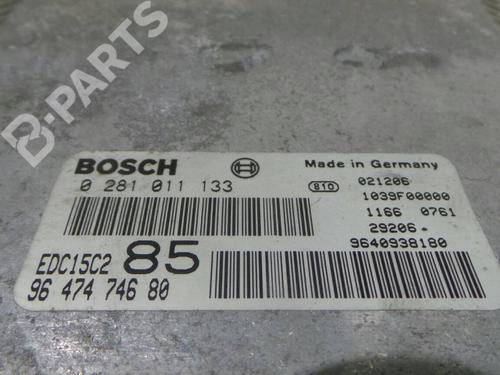 B-PARTS
BOSCH
Made in Germany
0 281 011 133
810
021206
1039F00000
1166 0761
29206
EDC15C2 85
9640938180
96 474 746 80